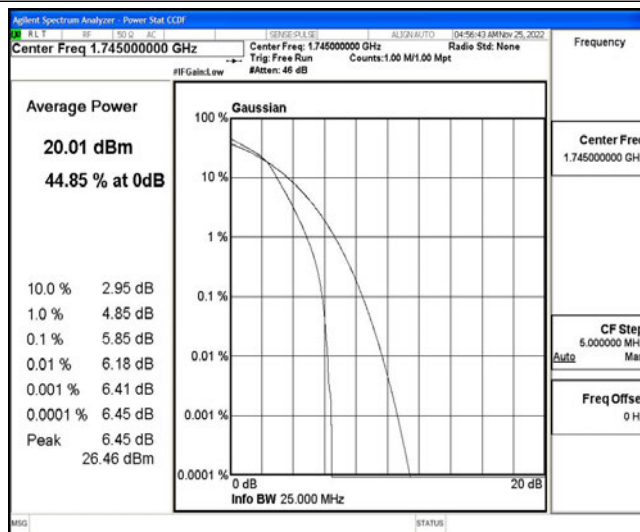 Agilent Spectrum Analyzer - Power Stat CCDF
RLT RF 50 Ω AC SENSE:PULSE ALIGN AUTO 04:56:43 AM Nov 25, 2022
Center Freq 1.745000000 GHz
Center Freq: 1.745000000 GHz Radio Std: None
Trig: Free Run Counts:1.00 M/1.00 Mpt
#IFGain:Low #Atten: 46 dB
Frequency
Average Power
20.01 dBm
44.85 % at 0dB
10.0 % 2.95 dB
1.0 % 4.85 dB
0.1 % 5.85 dB
0.01 % 6.18 dB
0.001 % 6.41 dB
0.0001 % 6.45 dB
Peak 6.45 dB
26.46 dBm
Gaussian
100 %
10 %
1 %
0.1 %
0.01 %
0.001 %
0.0001 %
0 dB 20 dB
Info BW 25.000 MHz
Center Fre
1.745000000 GH
CF Step
5.000000 MH
Auto Ma
Freq Offse
0 H
MSG STATUS